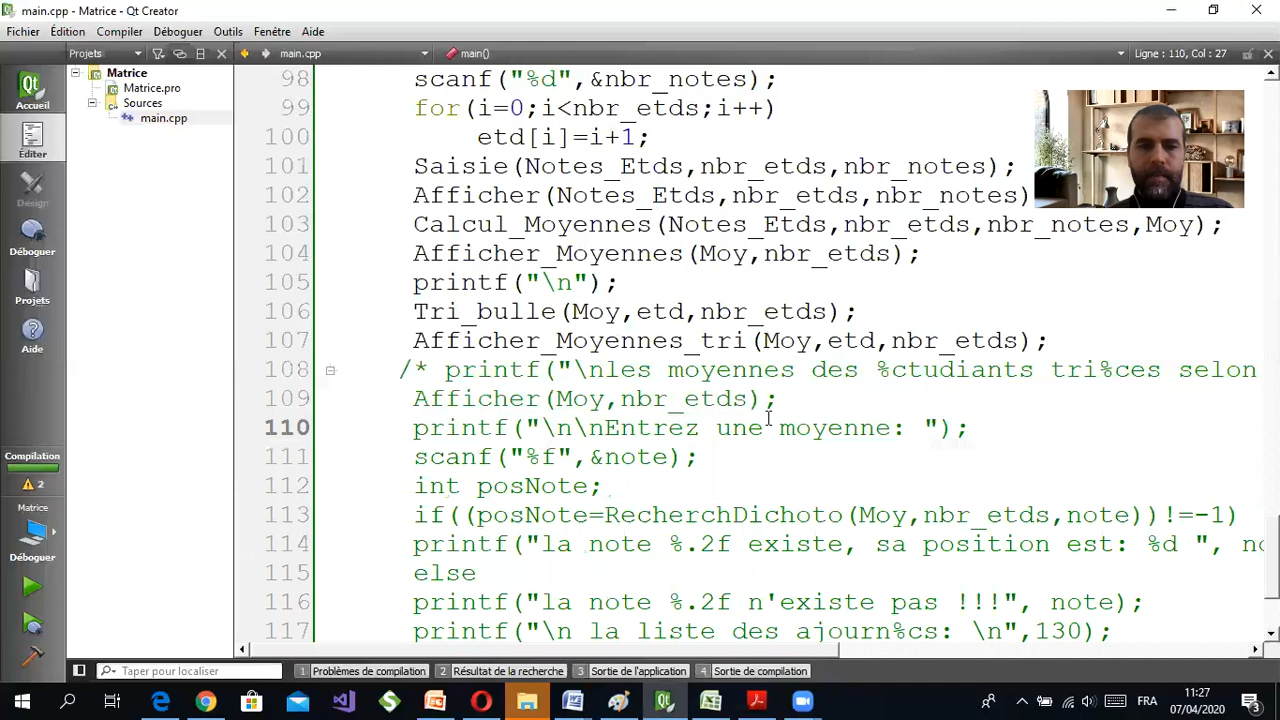 main.cpp - Matrice - Qt Creator
Fichier Édition Compiler Déboguer Outils Fenêtre Aide
Projets main.cpp main() Ligne : 110, Col : 27
Accueil
Éditer
Design
Déboguer
Projets
Aide
Compilation
2
Matrice
Déboguer
Matrice
Matrice.pro
Sources
main.cpp
98 scanf("%d",&nbr_notes);
99 for(i=0;i<nbr_etds;i++)
100 etd[i]=i+1;
101 Saisie(Notes_Etds,nbr_etds,nbr_notes);
102 Afficher(Notes_Etds,nbr_etds,nbr_notes)
103 Calcul_Moyennes(Notes_Etds,nbr_etds,nbr_notes,Moy);
104 Afficher_Moyennes(Moy,nbr_etds);
105 printf("\n");
106 Tri_bulle(Moy,etd,nbr_etds);
107 Afficher_Moyennes_tri(Moy,etd,nbr_etds);
108 /* printf("\nles moyennes des %ctudiants tri%ces selon
109 Afficher(Moy,nbr_etds);
110 printf("\n\nEntrez une moyenne: ");
111 scanf("%f",&note);
112 int posNote;
113 if((posNote=RecherchDichoto(Moy,nbr_etds,note))!=-1)
114 printf("la note %.2f existe, sa position est: %d ", no
115 else
116 printf("la note %.2f n'existe pas !!!", note);
117 printf("\n la liste des ajourn%cs: \n",130);
Taper pour localiser 1 Problèmes de compilation 2 Résultat de la recherche 3 Sortie de l'application 4 Sortie de compilation
FRA
11:27
07/04/2020
3